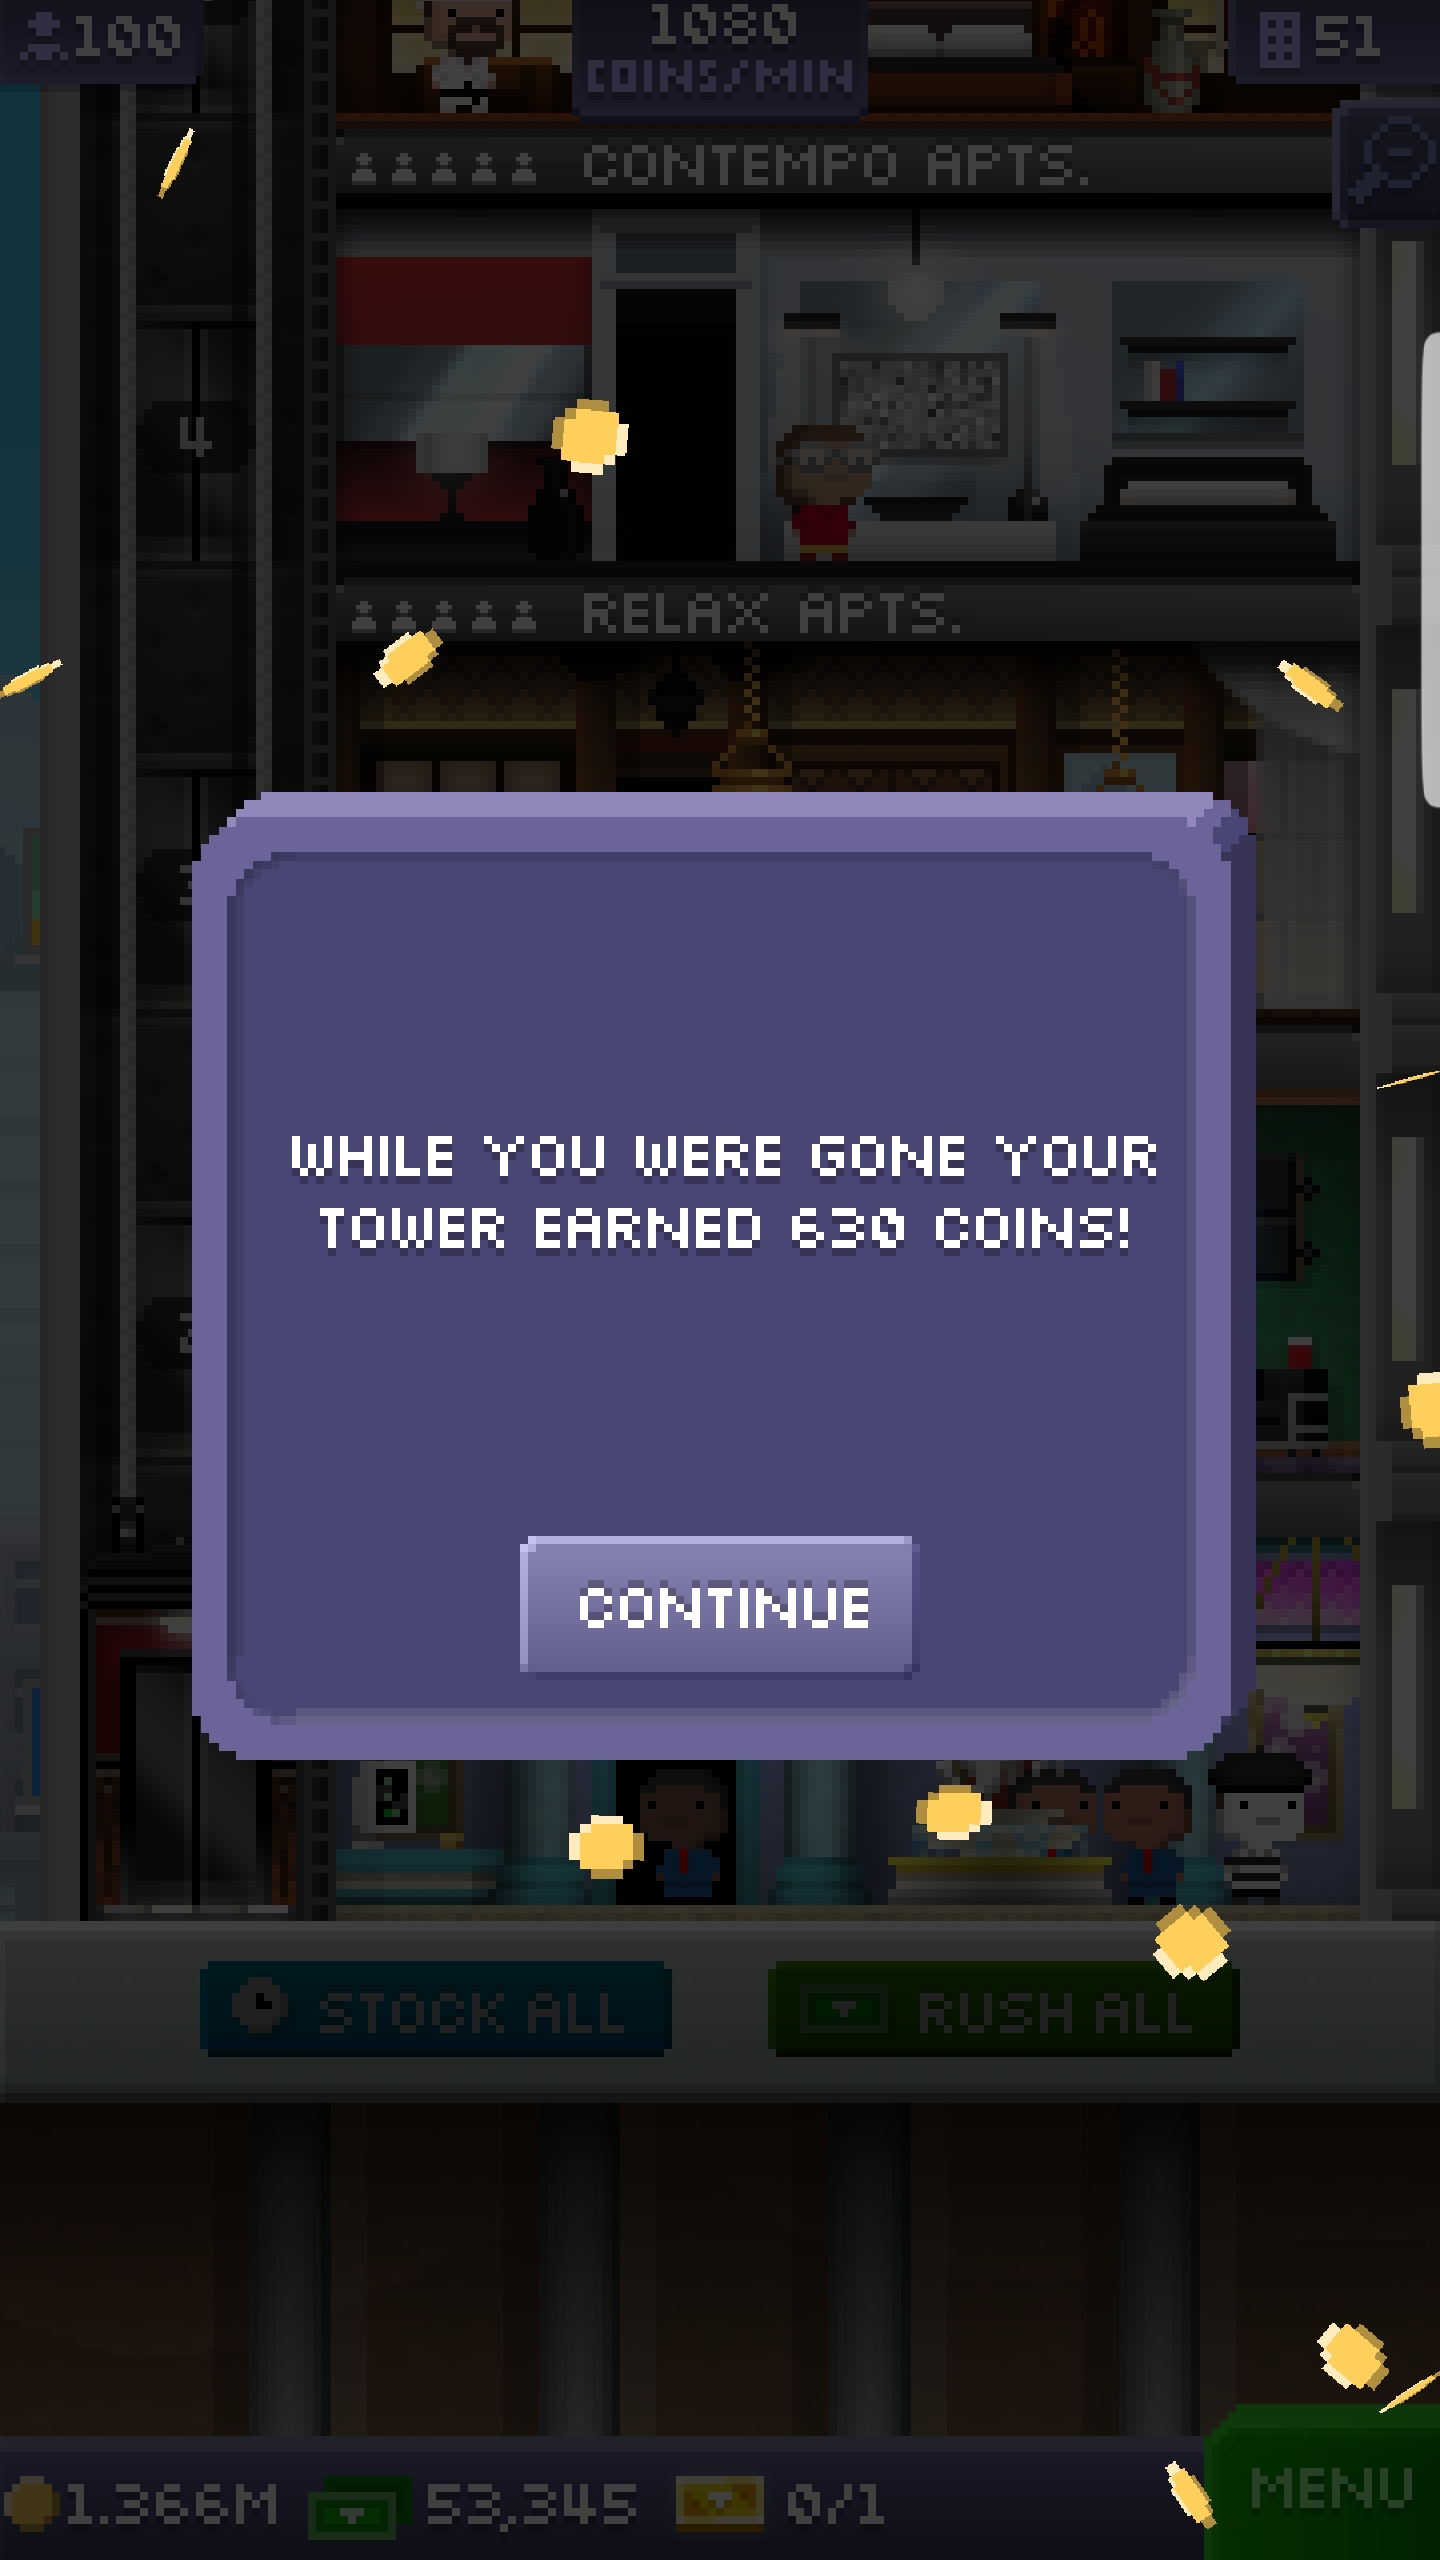 100
1080
COINS/MIN
51
CONTEMPO APTS.
4
RELAX APTS.
WHILE YOU WERE GONE YOUR
TOWER EARNED 630 COINS!
CONTINUE
STOCK ALL
RUSH ALL
1.366M
53,345
0/1
MENU